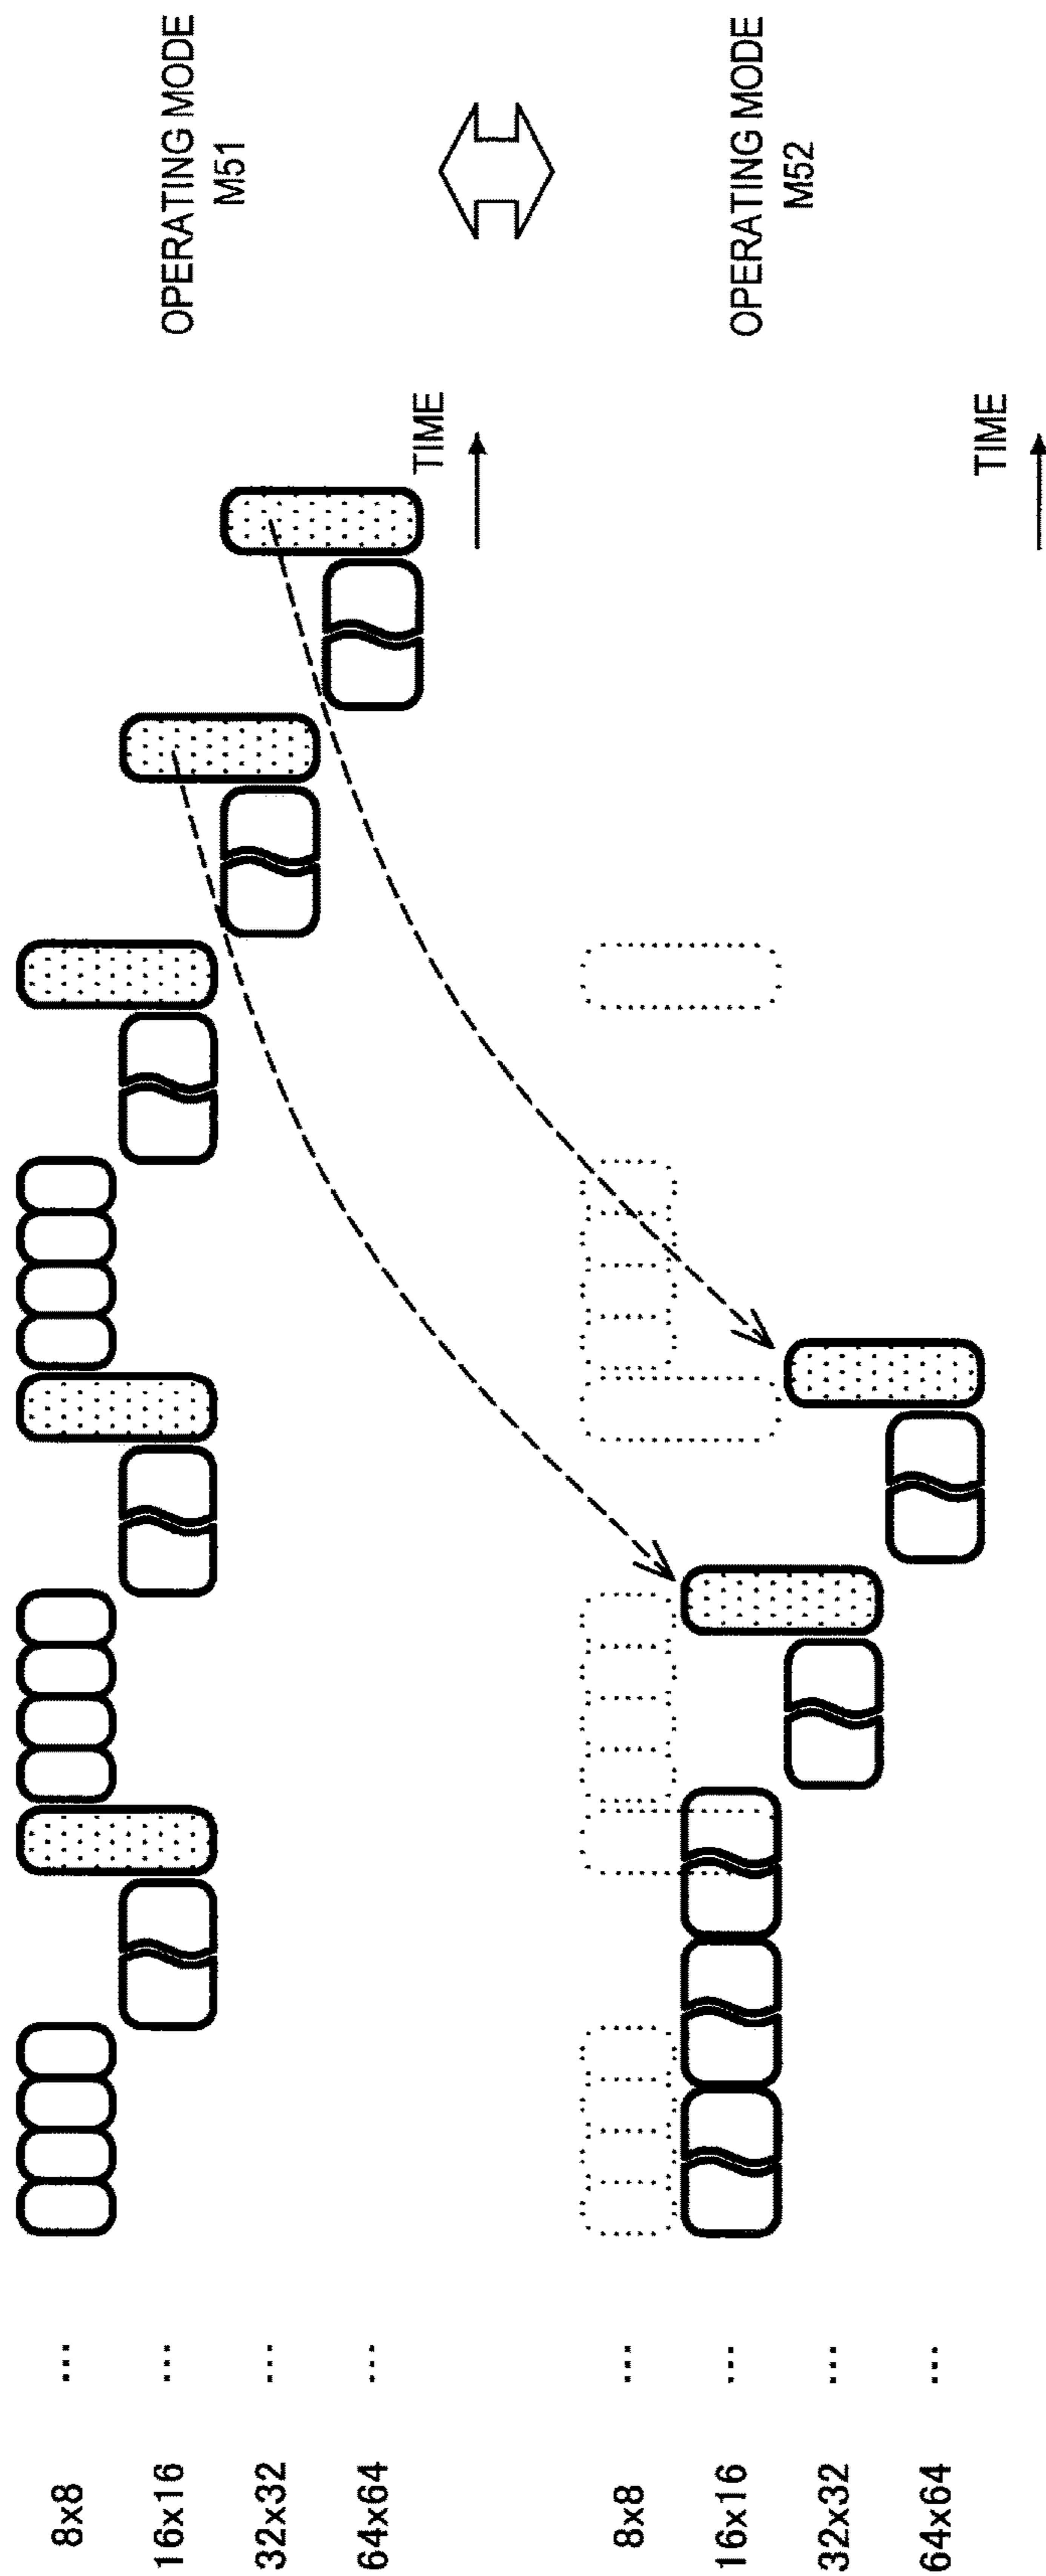 8x8 ...
16x16 ...
32x32 ...
64x64 ...
TIME
OPERATING MODE
M51
8x8 ...
16x16 ...
32x32 ...
64x64 ...
TIME
OPERATING MODE
M52